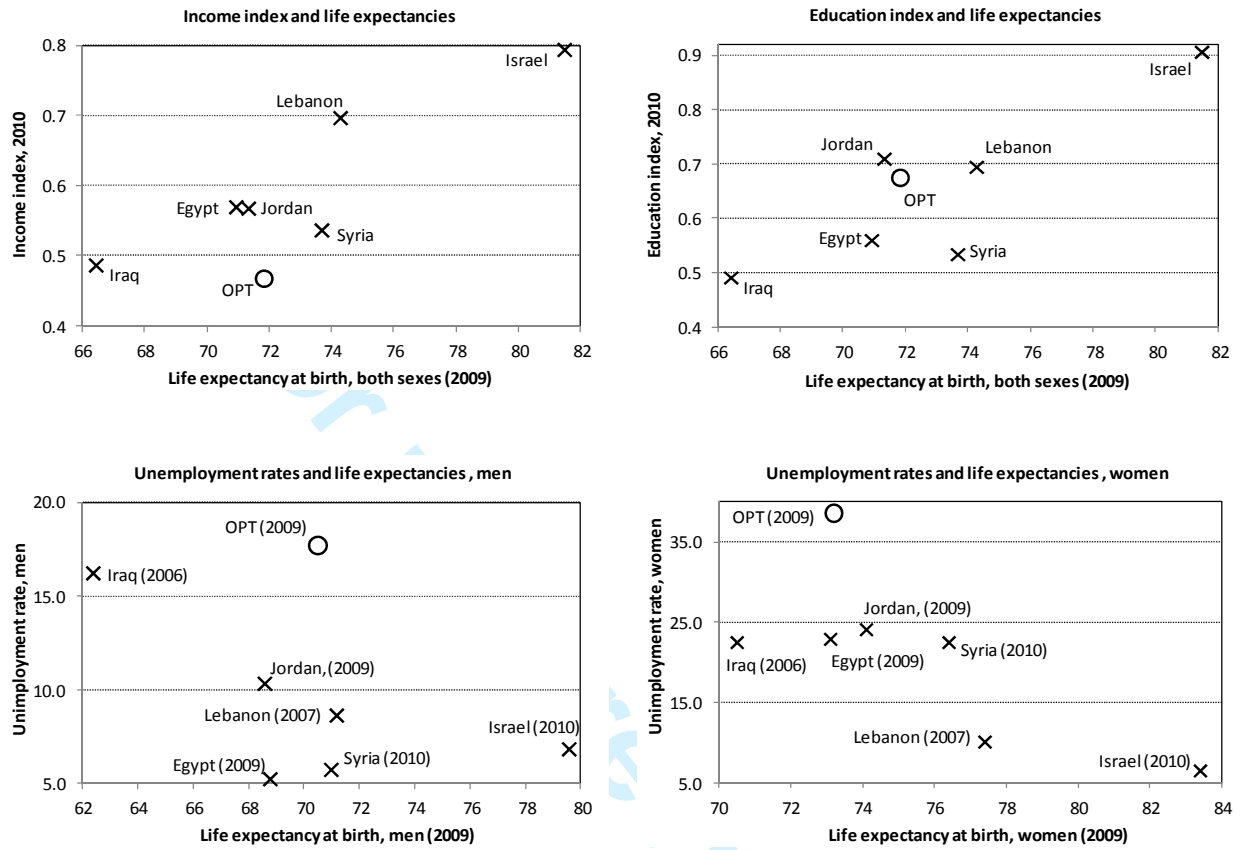 Income index and life expectancies
Income index, 2010
0.8
0.7
0.6
0.5
0.4
Israel
Lebanon
Egypt
Jordan
Syria
Iraq
OPT
66 68 70 72 74 76 78 80 82
Life expectancy at birth, both sexes (2009)
Education index and life expectancies
Education index, 2010
0.9
0.8
0.7
0.6
0.5
0.4
Israel
Jordan
Lebanon
OPT
Egypt
Syria
Iraq
66 68 70 72 74 76 78 80 82
Life expectancy at birth, both sexes (2009)
Unemployment rates and life expectancies , men
Unimployment rate, men
20.0
15.0
10.0
5.0
OPT (2009)
Iraq (2006)
Jordan, (2009)
Lebanon (2007)
Israel (2010)
Syria (2010)
Egypt (2009)
62 64 66 68 70 72 74 76 78 80
Life expectancy at birth, men (2009)
Unemployment rates and life expectancies , women
Unimployment rate, women
35.0
25.0
15.0
5.0
OPT (2009)
Jordan, (2009)
Iraq (2006)
Egypt (2009)
Syria (2010)
Lebanon (2007)
Israel (2010)
70 72 74 76 78 80 82 84
Life expectancy at birth, women (2009)